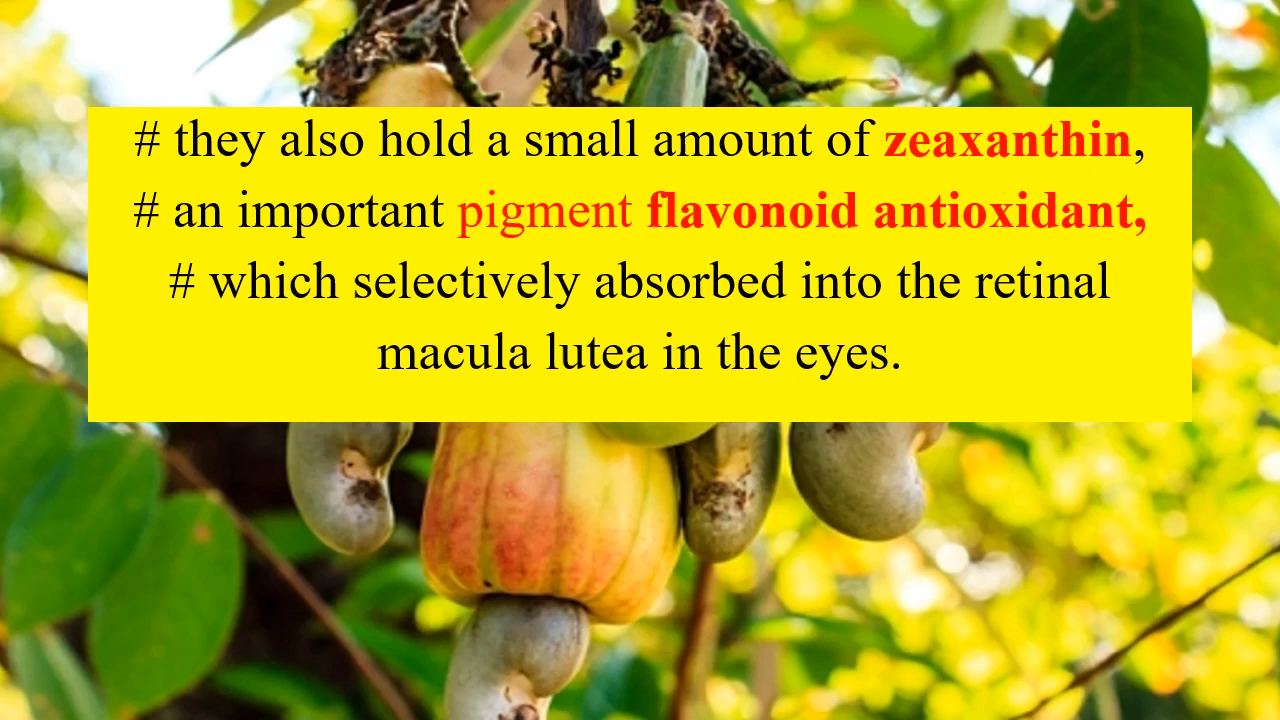 # they also hold a small amount of zeaxanthin,
# an important pigment flavonoid antioxidant,
# which selectively absorbed into the retinal
macula lutea in the eyes.